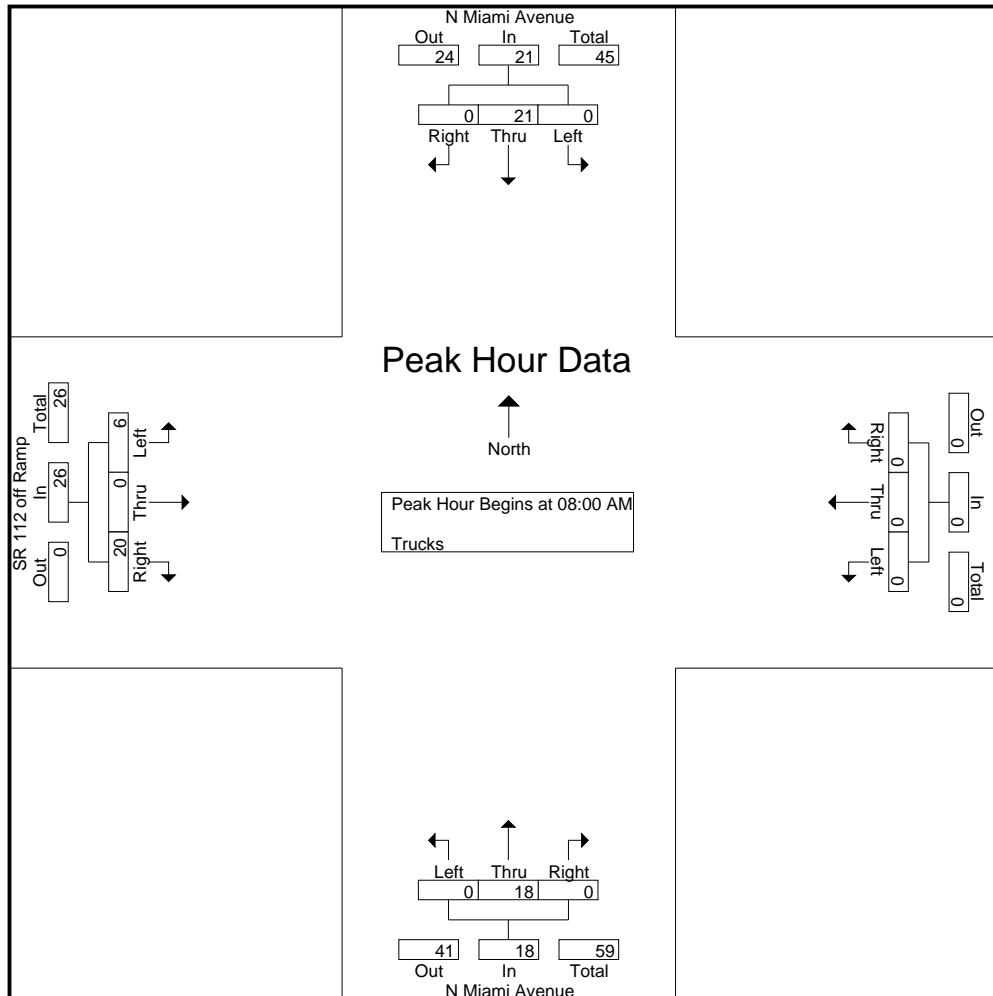 N Miami Avenue
Out In Total
24 21 45
0 21 0
Right Thru Left
Peak Hour Data
North
Peak Hour Begins at 08:00 AM
Trucks
SR 112 off Ramp
Total In Out
26 26 0
6 0 20
Left Thru Right
Out In Total
0 0 0
Right Thru Left
0 0 0
Left Thru Right
0 18 0
41 18 59
Out In Total
N Miami Avenue